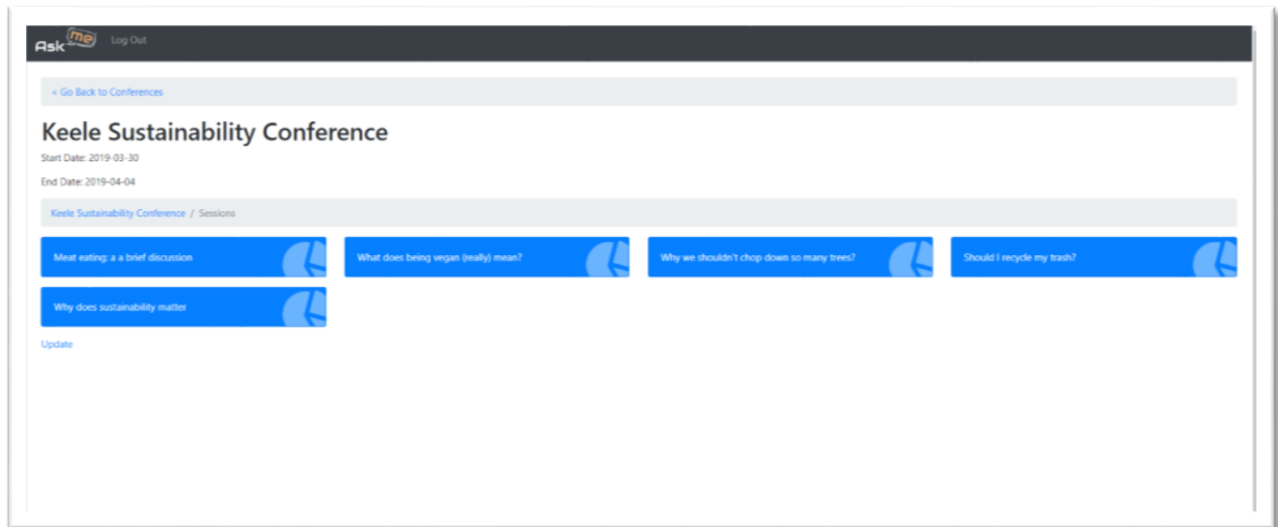 Ask me Log Out
< Go Back to Conferences
Keele Sustainability Conference
Start Date: 2019-03-30
End Date: 2019-04-04
Keele Sustainability Conference / Sessions
Meat eating: a a brief discussion
What does being vegan (really) mean?
Why we shouldn't chop down so many trees?
Should I recycle my trash?
Why does sustainability matter
Update